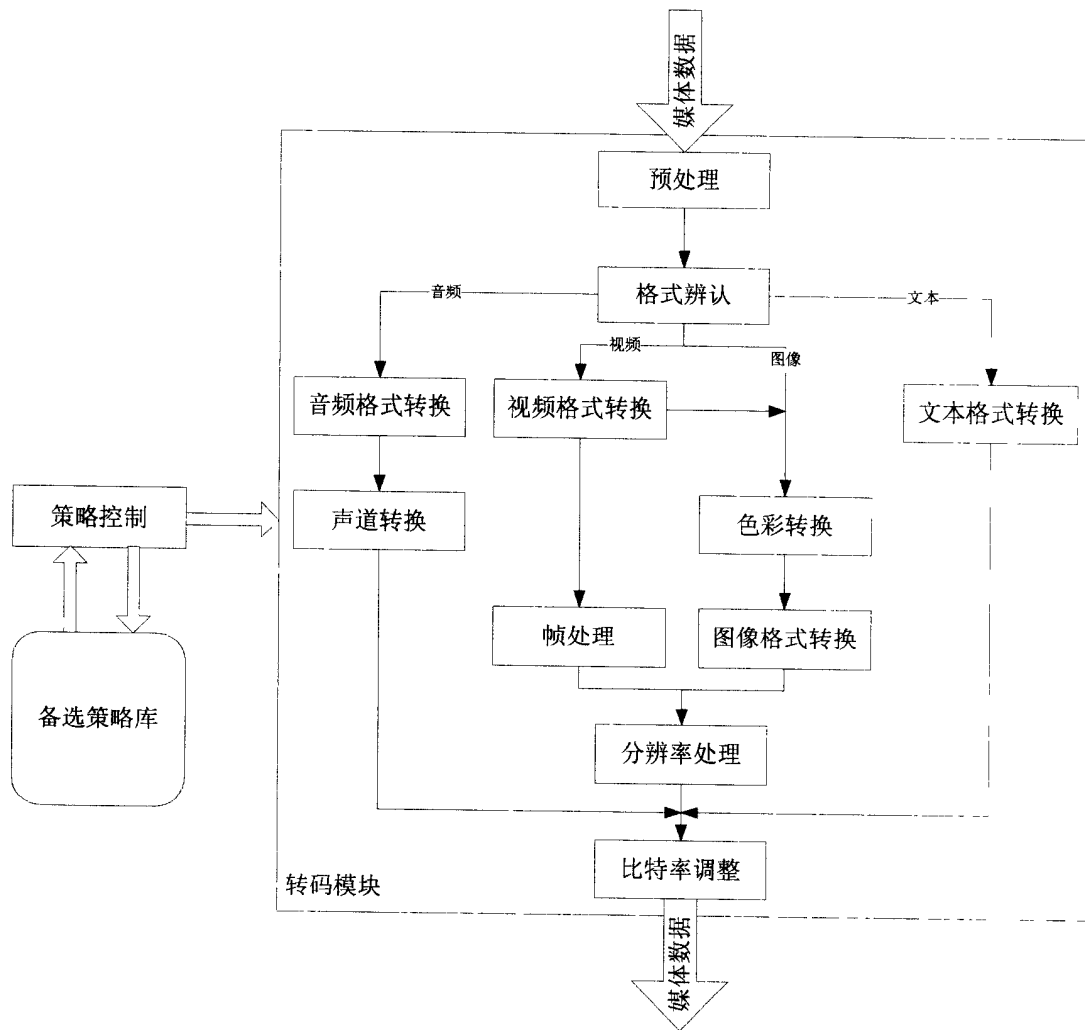 媒体数据
预处理
格式辨认
音频
文本
视频
图像
音频格式转换
视频格式转换
文本格式转换
策略控制
声道转换
色彩转换
帧处理
图像格式转换
备选策略库
分辨率处理
比特率调整
转码模块
媒体数据